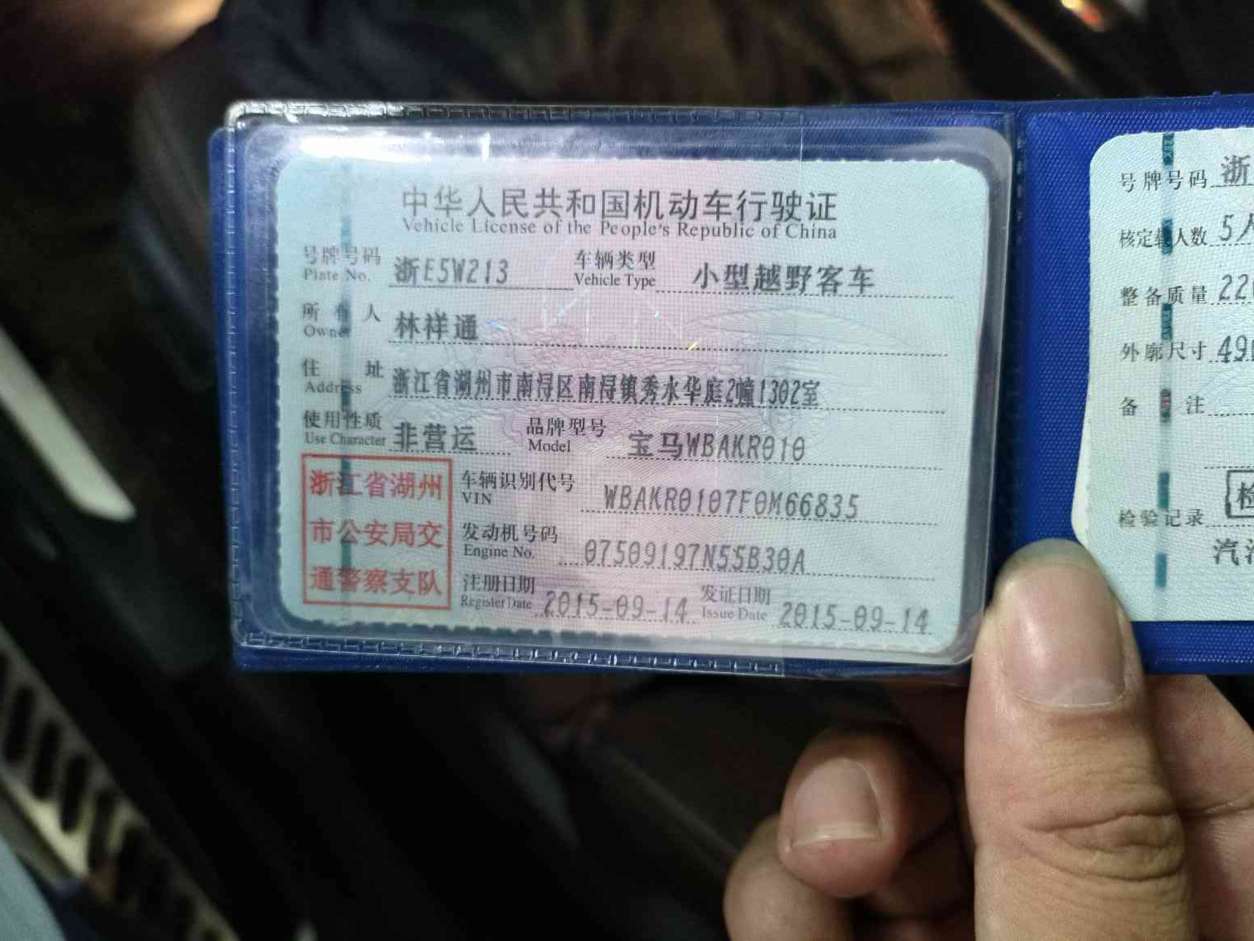 中华人民共和国机动车行驶证
Vehicle License of the People's Republic of China
号牌号码 浙E5W213 车辆类型 小型越野客车
Plate No. Vehicle Type
所有人 林祥通
Owner
住址 浙江省湖州市南浔区南浔镇秀水华庭2幢1302室
Address
使用性质 非营运 品牌型号 宝马WBAKR010
Use Character Model
浙江省湖州
市公安局交
通警察支队
车辆识别代号 WBAKR0107F0M66835
VIN
发动机号码 07509197N55B30A
Engine No.
注册日期 2015-09-14 发证日期 2015-09-14
Register Date Issue Date
号牌号码 浙
核定载人数 5人
整备质量 22
外廓尺寸 49
备注
检
检验记录
汽